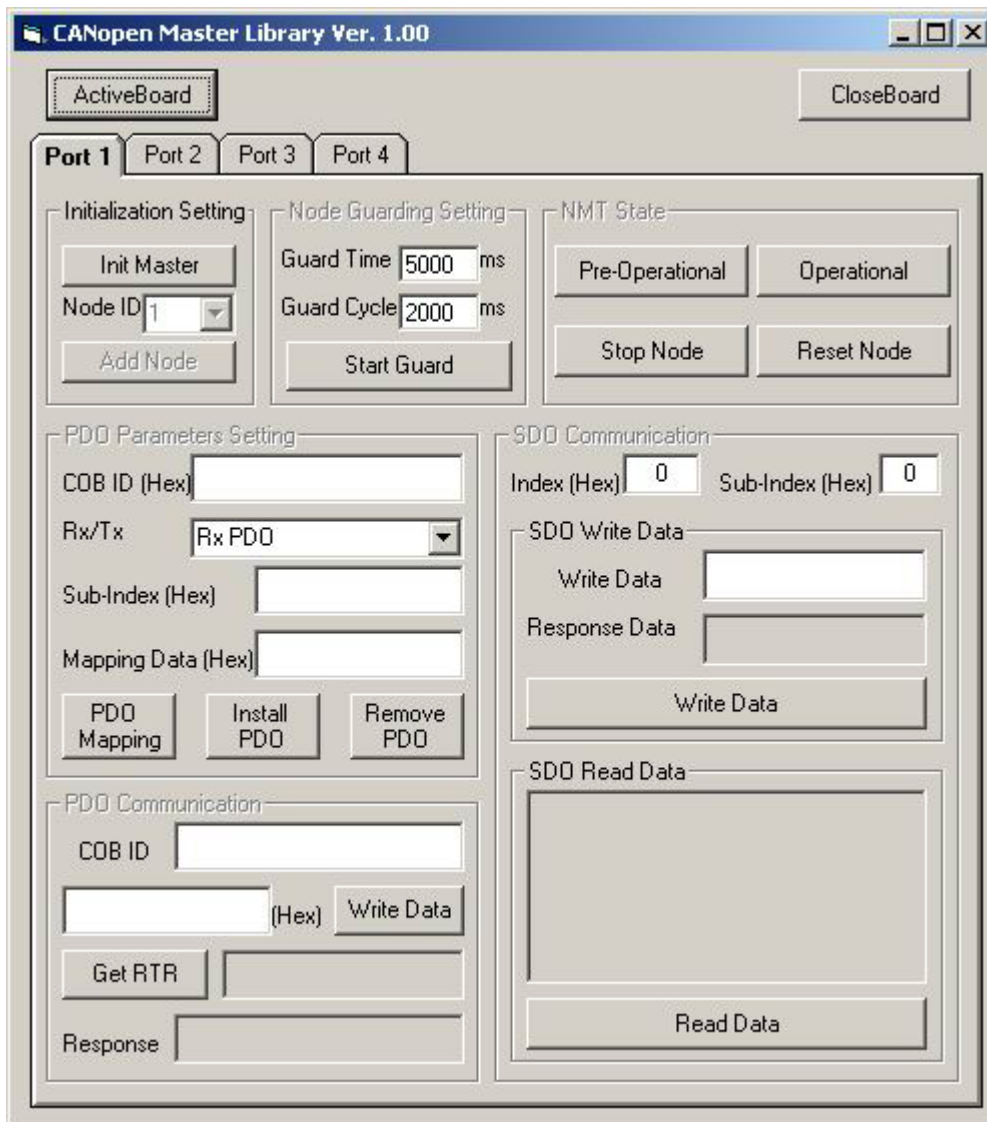 CANopen Master Library Ver. 1.00
ActiveBoard
CloseBoard
Port 1 Port 2 Port 3 Port 4
Initialization Setting
Init Master
Node ID 1
Add Node
Node Guarding Setting
Guard Time 5000 ms
Guard Cycle 2000 ms
Start Guard
NMT State
Pre-Operational Operational
Stop Node Reset Node
PDO Parameters Setting
COB ID (Hex)
Rx/Tx Rx PDO
Sub-Index (Hex)
Mapping Data (Hex)
PDO
Mapping
Install
PDO
Remove
PDO
PDO Communication
COB ID
(Hex) Write Data
Get RTR
Response
SDO Communication
Index (Hex) 0 Sub-Index (Hex) 0
SDO Write Data
Write Data
Response Data
Write Data
SDO Read Data
Read Data